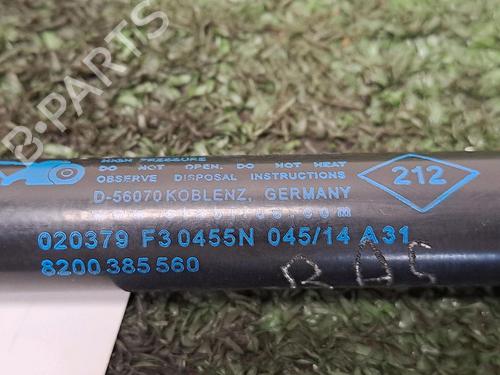 B-PARTS
HIGH PRESSURE
DO NOT OPEN, DO NOT HEAT
OBSERVE DISPOSAL INSTRUCTIONS
D-56070 KOBLENZ, GERMANY
212
020379 F3 0455N 045/14 A31
8200 385 560